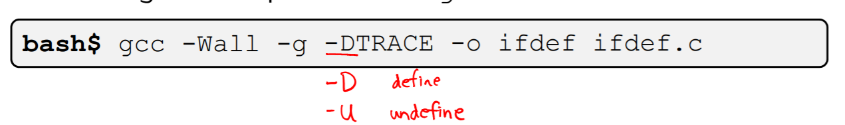 bash$ gcc -Wall -g -DTRACE -o ifdef ifdef.c
-D define
-U undefine